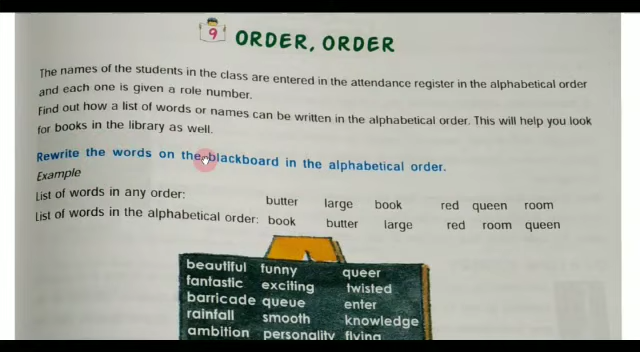 9
ORDER, ORDER
The names of the students in the class are entered in the attendance register in the alphabetical order
and each one is given a role number.
Find out how a list of words or names can be written in the alphabetical order. This will help you look
for books in the library as well.
Rewrite the words on the blackboard in the alphabetical order.
Example
List of words in any order: butter large book red queen room
List of words in the alphabetical order: book butter large red room queen
beautiful funny queer
fantastic exciting twisted
barricade queue enter
rainfall smooth knowledge
ambition personality flying